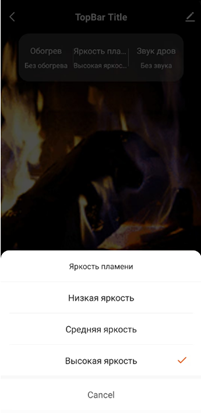 TopBar Title
Обогрев Яркость пла... Звук дров
Без обогрева Высокая яркос... Без звука
Яркость пламени
Низкая яркость
Средняя яркость
Высокая яркость
Cancel